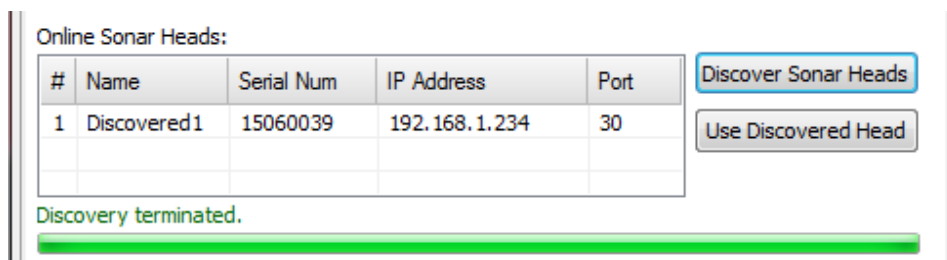 Online Sonar Heads:
# Name Serial Num IP Address Port
1 Discovered1 15060039 192.168.1.234 30
Discover Sonar Heads
Use Discovered Head
Discovery terminated.